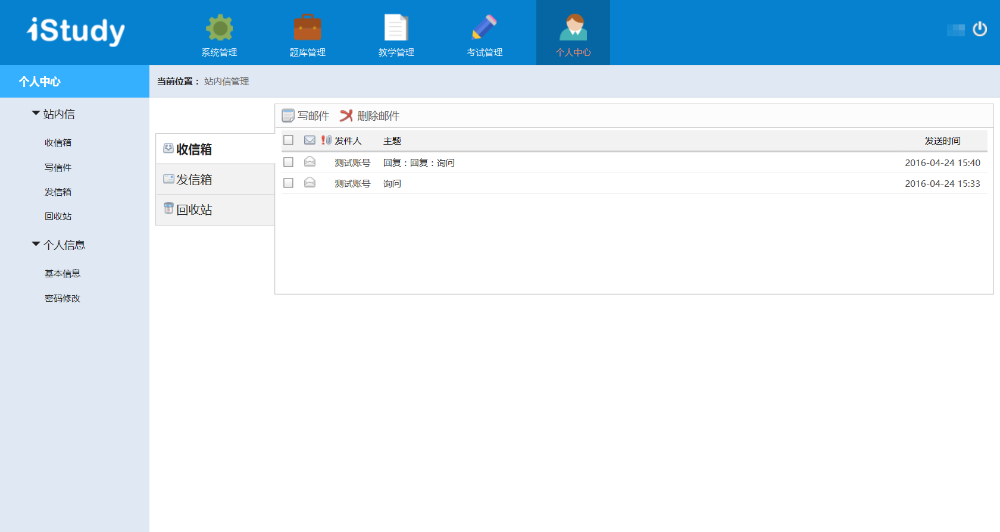 iStudy
系统管理
题库管理
教学管理
考试管理
个人中心
个人中心
当前位置： 站内信管理
站内信
收信箱
写信件
发信箱
回收站
个人信息
基本信息
密码修改
收信箱
发信箱
回收站
写邮件 删除邮件
发件人 主题 发送时间
测试账号 回复：回复：询问 2016-04-24 15:40
测试账号 询问 2016-04-24 15:33